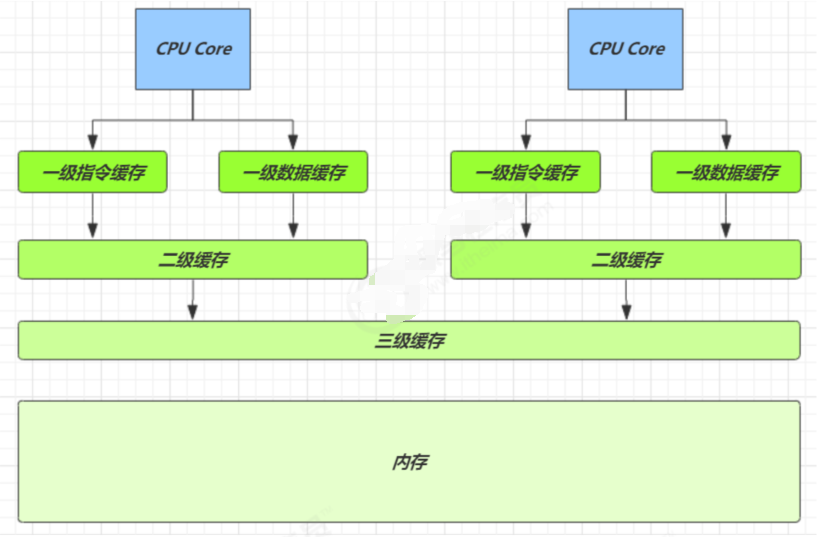 CPU Core CPU Core
一级指令缓存 一级数据缓存 一级指令缓存 一级数据缓存
二级缓存 二级缓存
三级缓存
内存